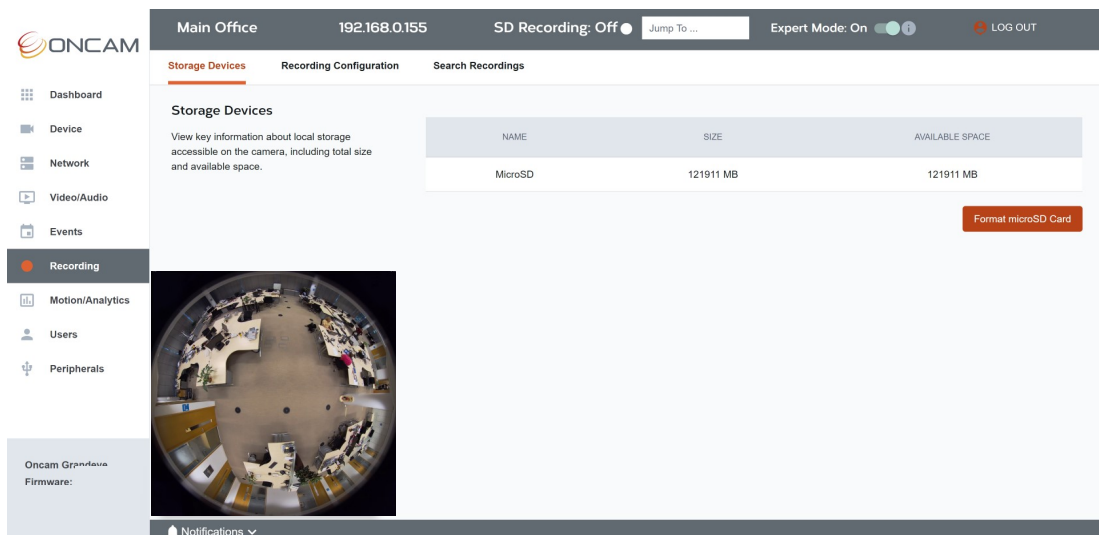 ONCAM
Main Office 192.168.0.155 SD Recording: Off Jump To ... Expert Mode: On i LOG OUT
Storage Devices Recording Configuration Search Recordings
Dashboard
Device
Network
Video/Audio
Events
Recording
Motion/Analytics
Users
Peripherals
Oncam Grandeye
Firmware:
Storage Devices
View key information about local storage
accessible on the camera, including total size
and available space.
NAME SIZE AVAILABLE SPACE
MicroSD 121911 MB 121911 MB
Format microSD Card
Notifications